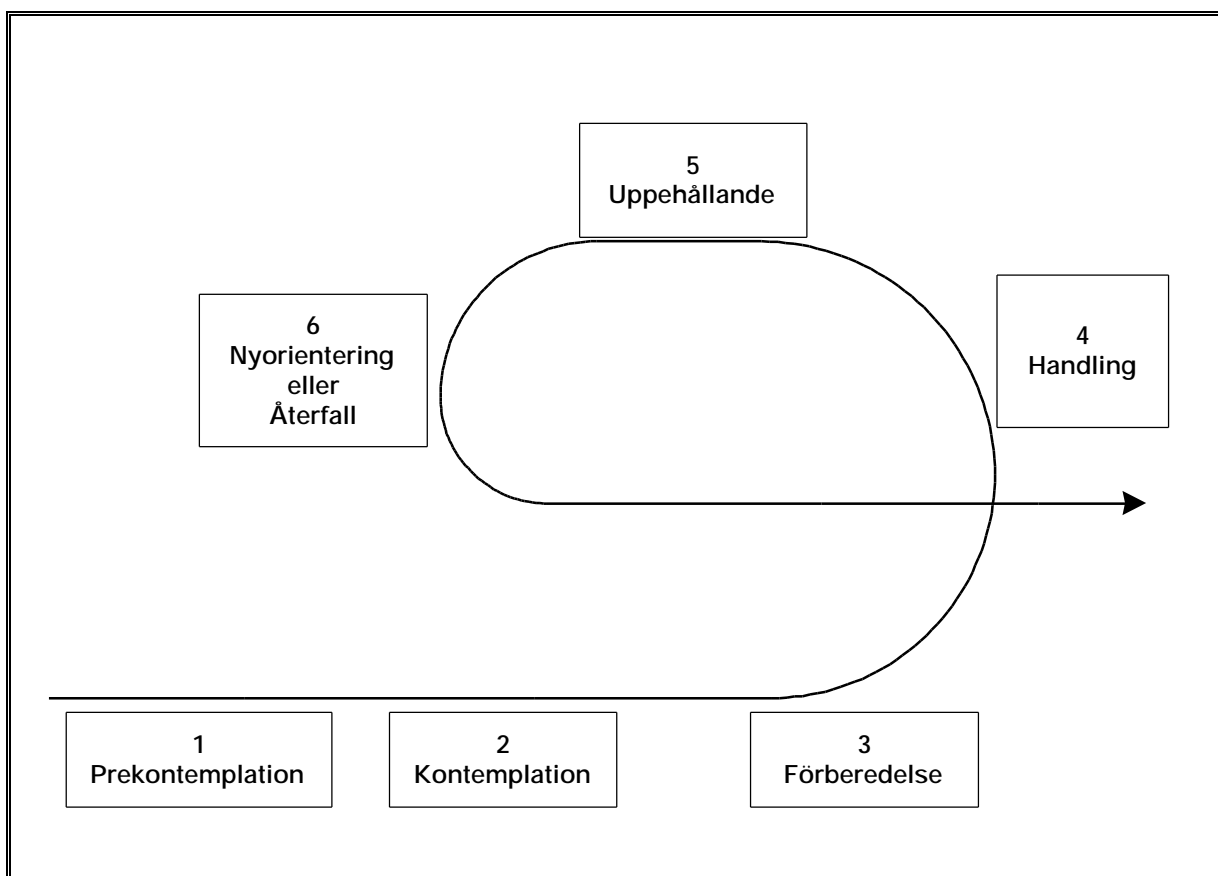 5
Uppehållande
6
Nyorientering
eller
Återfall
4
Handling
1
Prekontemplation
2
Kontemplation
3
Förberedelse